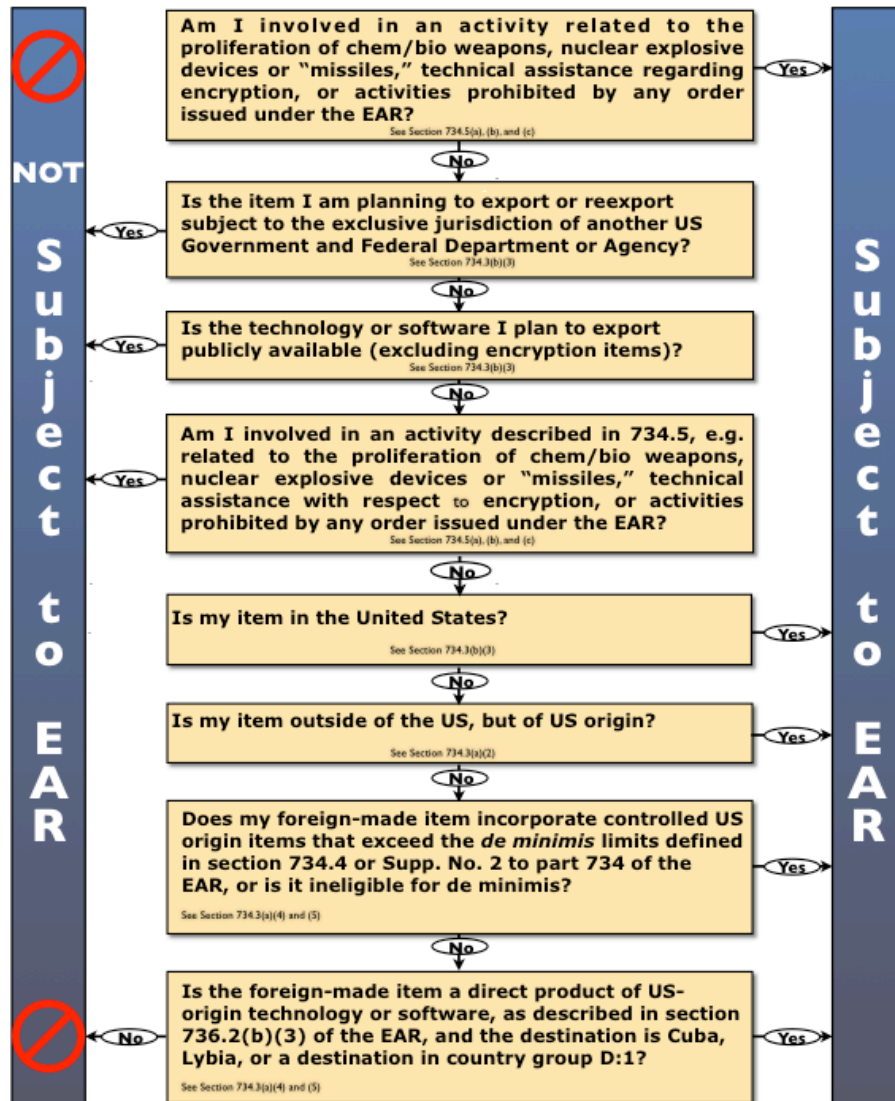 Am I involved in an activity related to the
proliferation of chem/bio weapons, nuclear explosive
devices or “missiles,” technical assistance regarding
encryption, or activities prohibited by any order
issued under the EAR?
See Section 734.5(a), (b), and (c)
Yes
No
Is the item I am planning to export or reexport
subject to the exclusive jurisdiction of another US
Government and Federal Department or Agency?
See Section 734.3(b)(3)
Yes
No
Is the technology or software I plan to export
publicly available (excluding encryption items)?
See Section 734.3(b)(3)
Yes
No
Am I involved in an activity described in 734.5, e.g.
related to the proliferation of chem/bio weapons,
nuclear explosive devices or “missiles,” technical
assistance with respect to encryption, or activities
prohibited by any order issued under the EAR?
See Section 734.5(a), (b), and (c)
Yes
No
Is my item in the United States?
See Section 734.3(b)(3)
Yes
No
Is my item outside of the US, but of US origin?
See Section 734.3(a)(2)
Yes
No
Does my foreign-made item incorporate controlled US
origin items that exceed the de minimis limits defined
in section 734.4 or Supp. No. 2 to part 734 of the
EAR, or is it ineligible for de minimis?
See Section 734.3(a)(4) and (5)
Yes
No
Is the foreign-made item a direct product of US-
origin technology or software, as described in section
736.2(b)(3) of the EAR, and the destination is Cuba,
Lybia, or a destination in country group D:1?
See Section 734.3(a)(4) and (5)
No
Yes
NOT
Subject to EAR
Subject to EAR